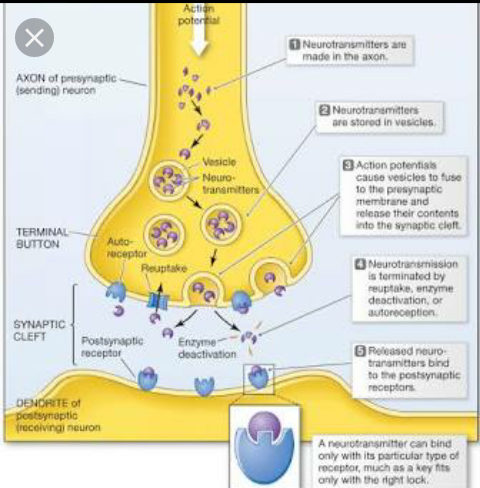 Action
potential
1 Neurotransmitters are
made in the axon.
AXON of presynaptic
(sending) neuron
2 Neurotransmitters
are stored in vesicles.
Vesicle
Neuro-
transmitters
3 Action potentials
cause vesicles to fuse
to the presynaptic
membrane and
release their contents
into the synaptic cleft.
TERMINAL
BUTTON
Auto-
receptor
Reuptake
4 Neurotransmission
is terminated by
reuptake, enzyme
deactivation, or
autoreception.
SYNAPTIC
CLEFT
Postsynaptic
receptor
Enzyme
deactivation
5 Released neuro-
transmitters bind
to the postsynaptic
receptors.
DENDRITE of
postsynaptic
(receiving) neuron
A neurotransmitter can bind
only with its particular type of
receptor, much as a key fits
only with the right lock.